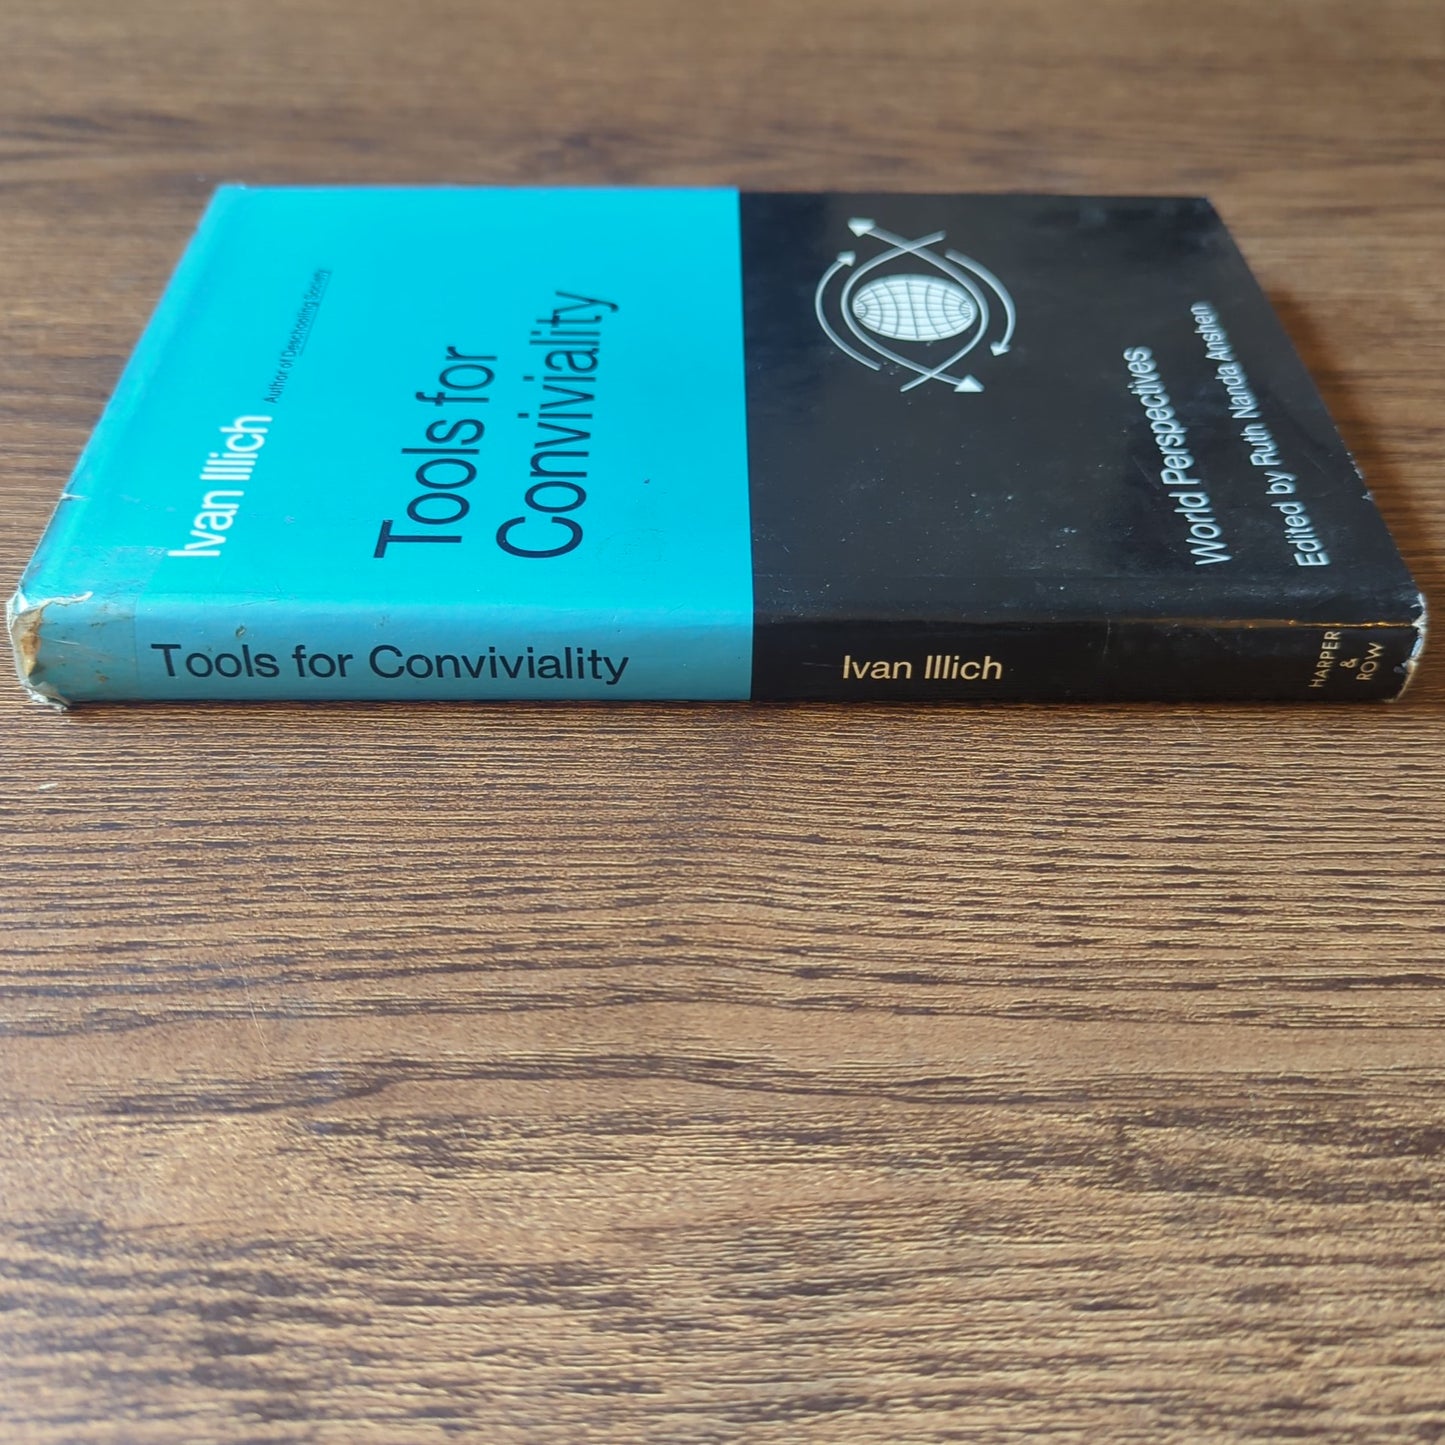 Ivan Illich
Author of Deschooling Society
Tools for
Conviviality
World Perspectives
Edited by Ruth Nanda Anshen
Tools for Conviviality
Ivan Illich
HARPER
&
ROW